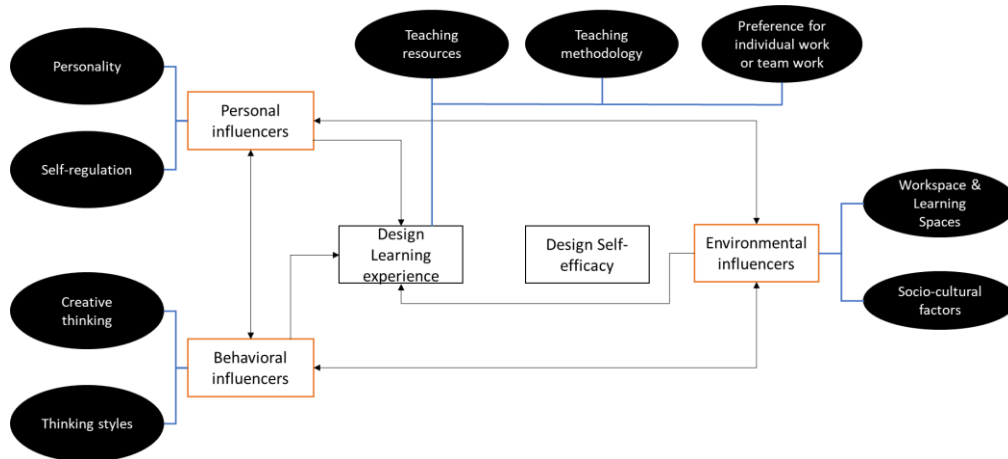 Teaching
resources
Teaching
methodology
Preference for
individual work
or team work
Personality
Personal
influencers
Self-regulation
Workspace &
Learning
Spaces
Design
Learning
experience
Design Self-
efficacy
Environmental
influencers
Creative
thinking
Socio-cultural
factors
Behavioral
influencers
Thinking styles